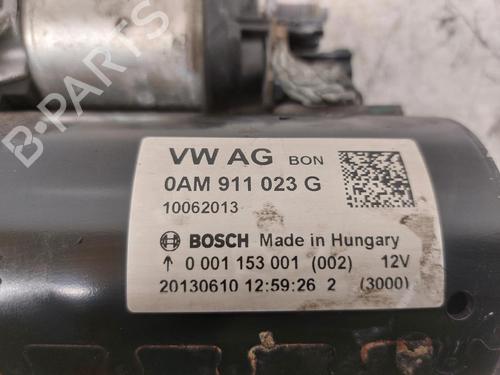 B-PARTS
VW AG BON
0AM 911 023 G
10062013
BOSCH Made in Hungary
↑ 0 001 153 001 (002) 12V
20130610 12:59:26 2 (3000)